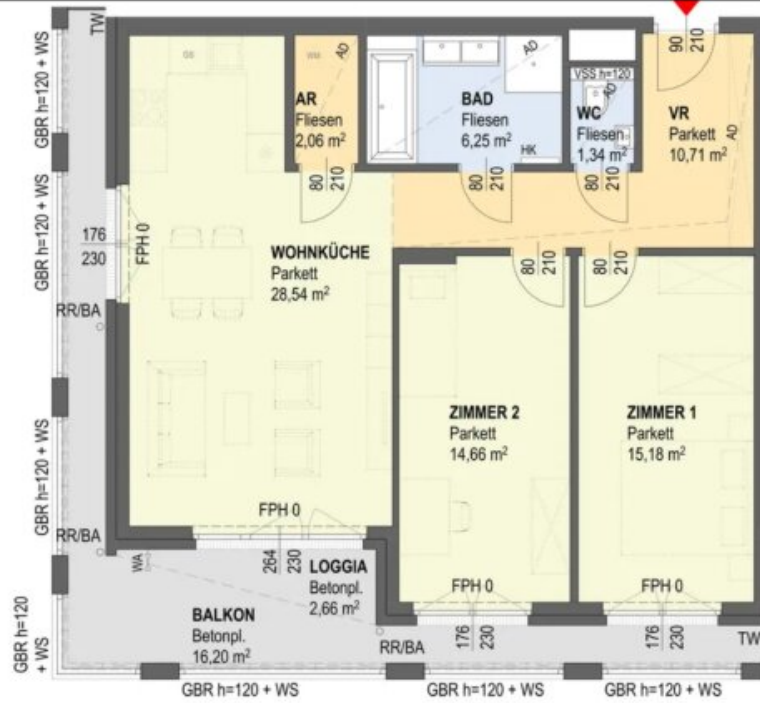 TW
GBR h=120 + WS
GBR h=120 + WS
GBR h=120 + WS
GBR h=120
+ WS
GS
WM
AD
AR
Fliesen
2,06 m²
80
210
BAD
Fliesen
6,25 m²
AD
HK
80
210
VSS h=120
AD
WC
Fliesen
1,34 m²
80
210
90
210
VR
Parkett
10,71 m²
AD
176
230
FPH 0
RR/BA
WOHNKÜCHE
Parkett
28,54 m²
80
210
80
210
ZIMMER 2
Parkett
14,66 m²
ZIMMER 1
Parkett
15,18 m²
FPH 0
264
230
RR/BA
WA
LOGGIA
Betonpl.
2,66 m²
BALKON
Betonpl.
16,20 m²
RR/BA
FPH 0
176
230
FPH 0
176
230
TW
GBR h=120 + WS
GBR h=120 + WS
GBR h=120 + WS